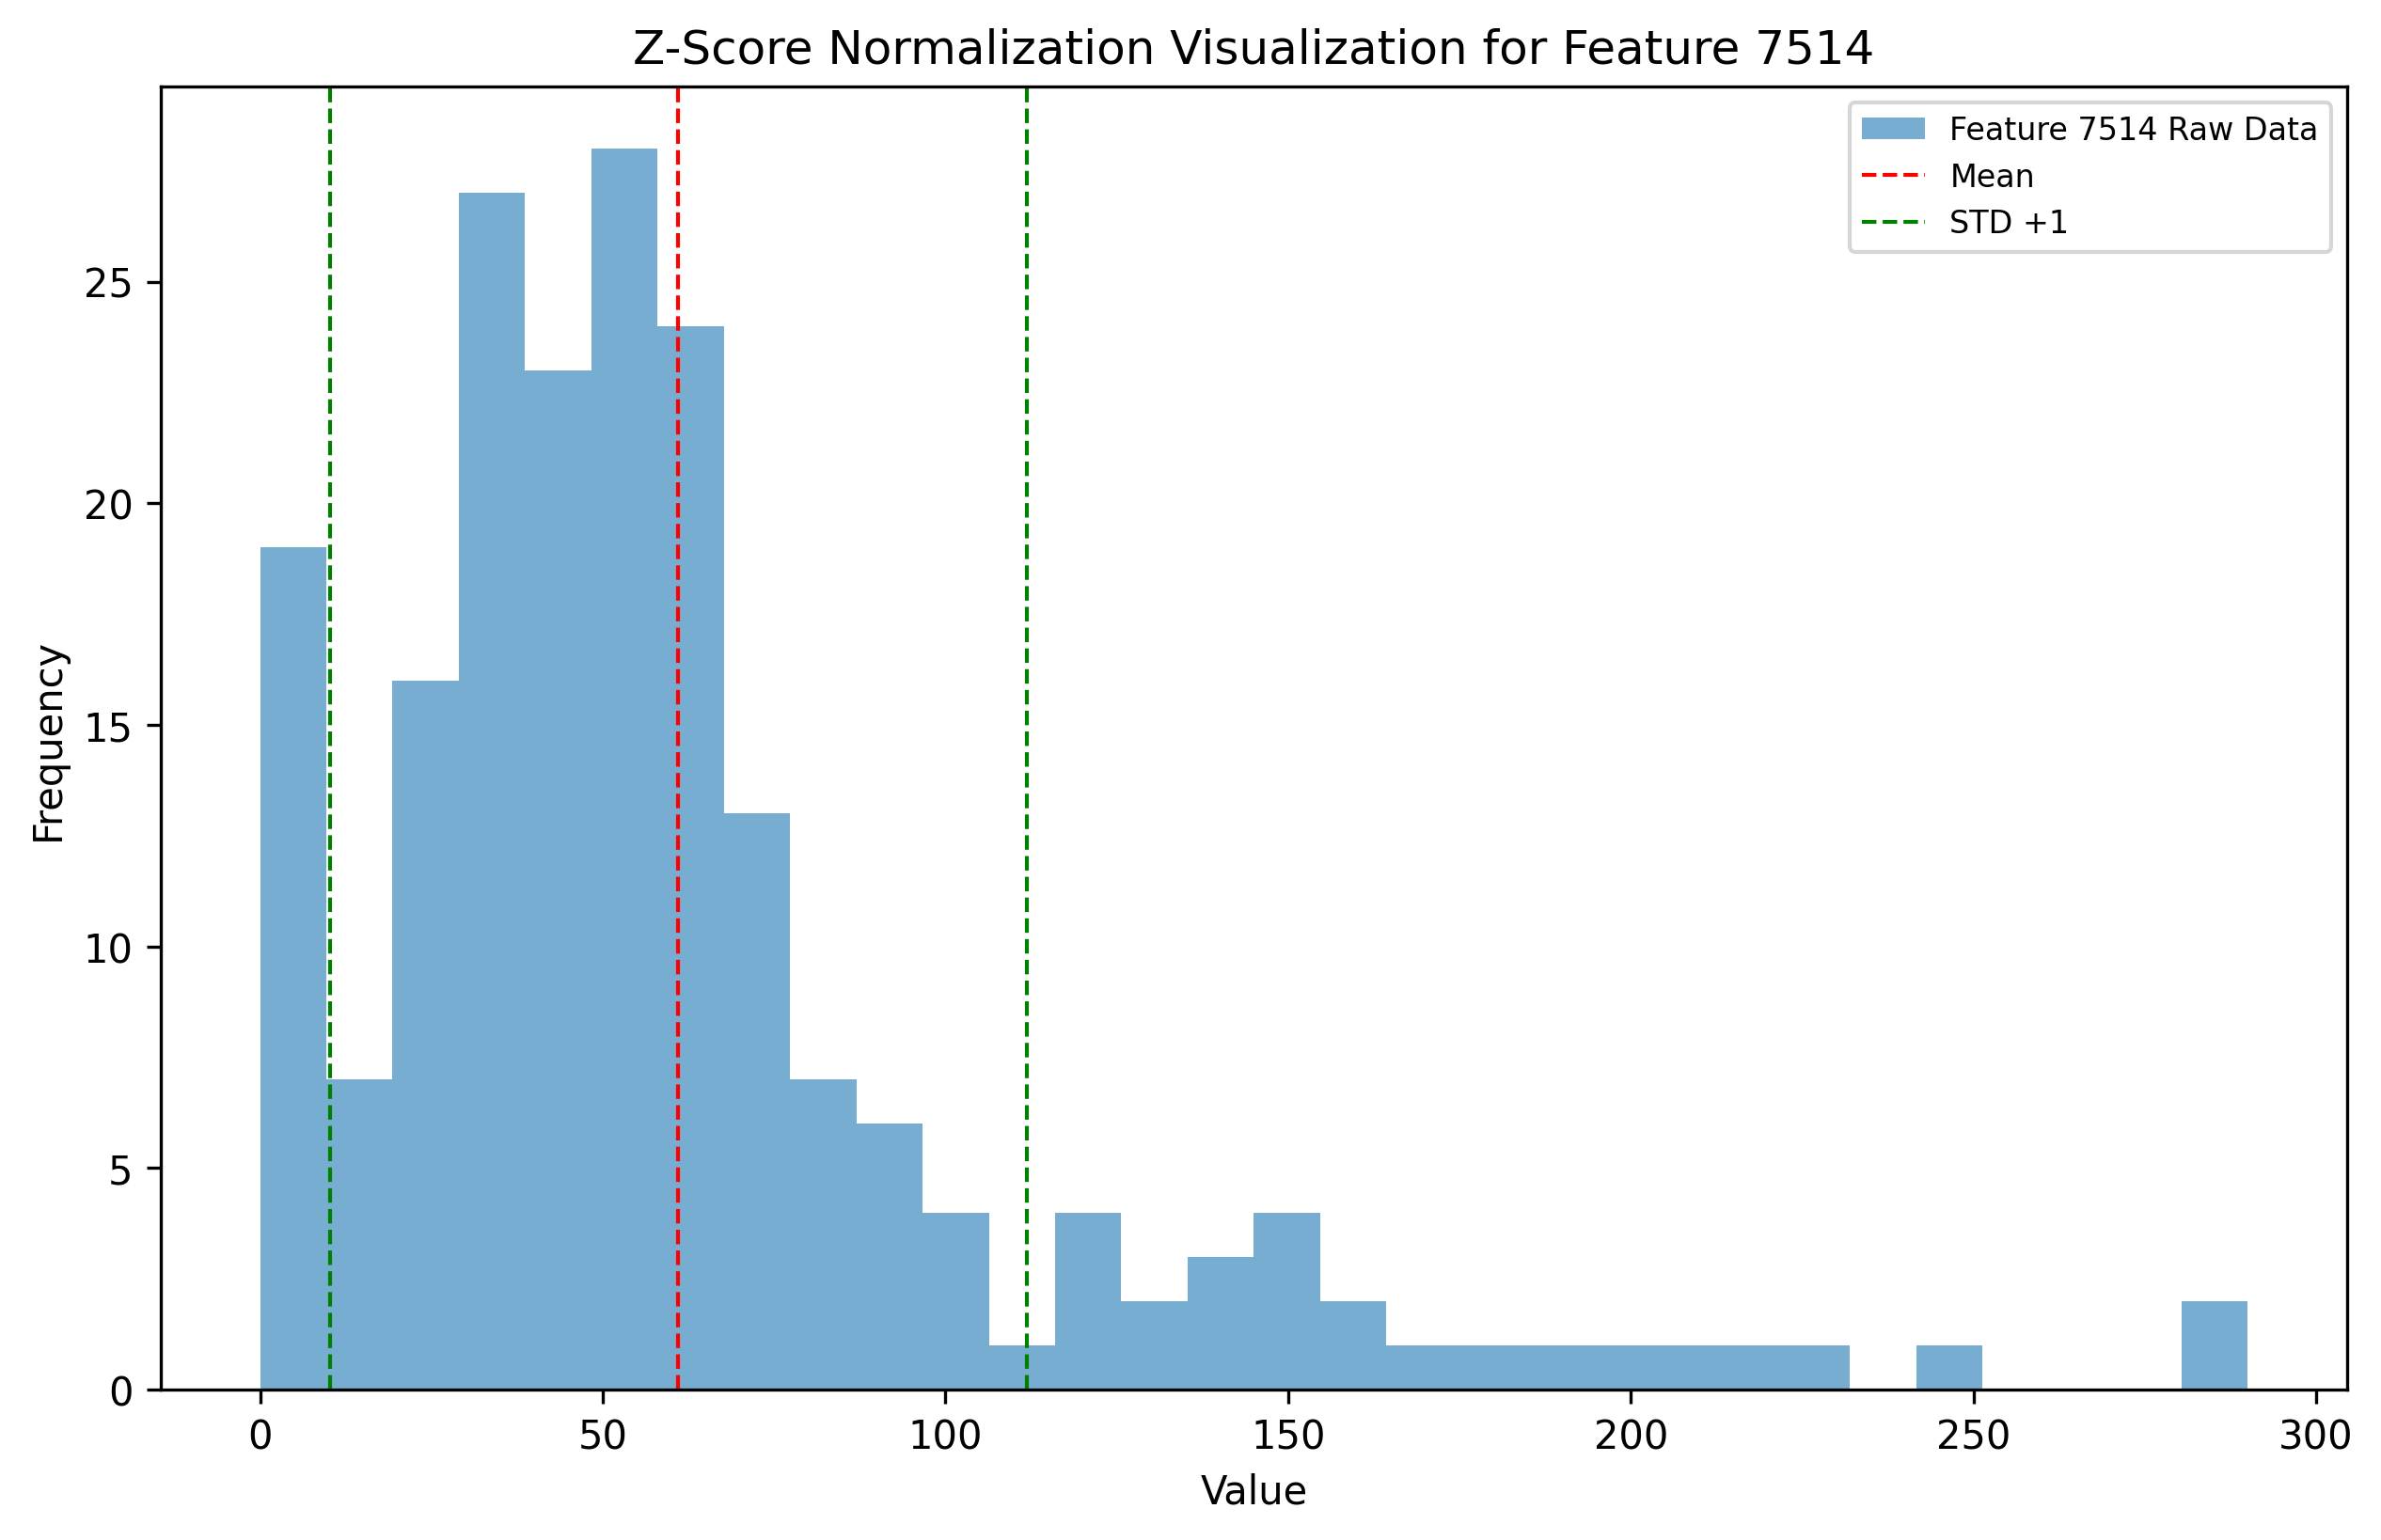 Z-Score Normalization Visualization for Feature 7514
Feature 7514 Raw Data
Mean
STD +1
Frequency
25
20
15
10
5
0
0 50 100 150 200 250 300
Value